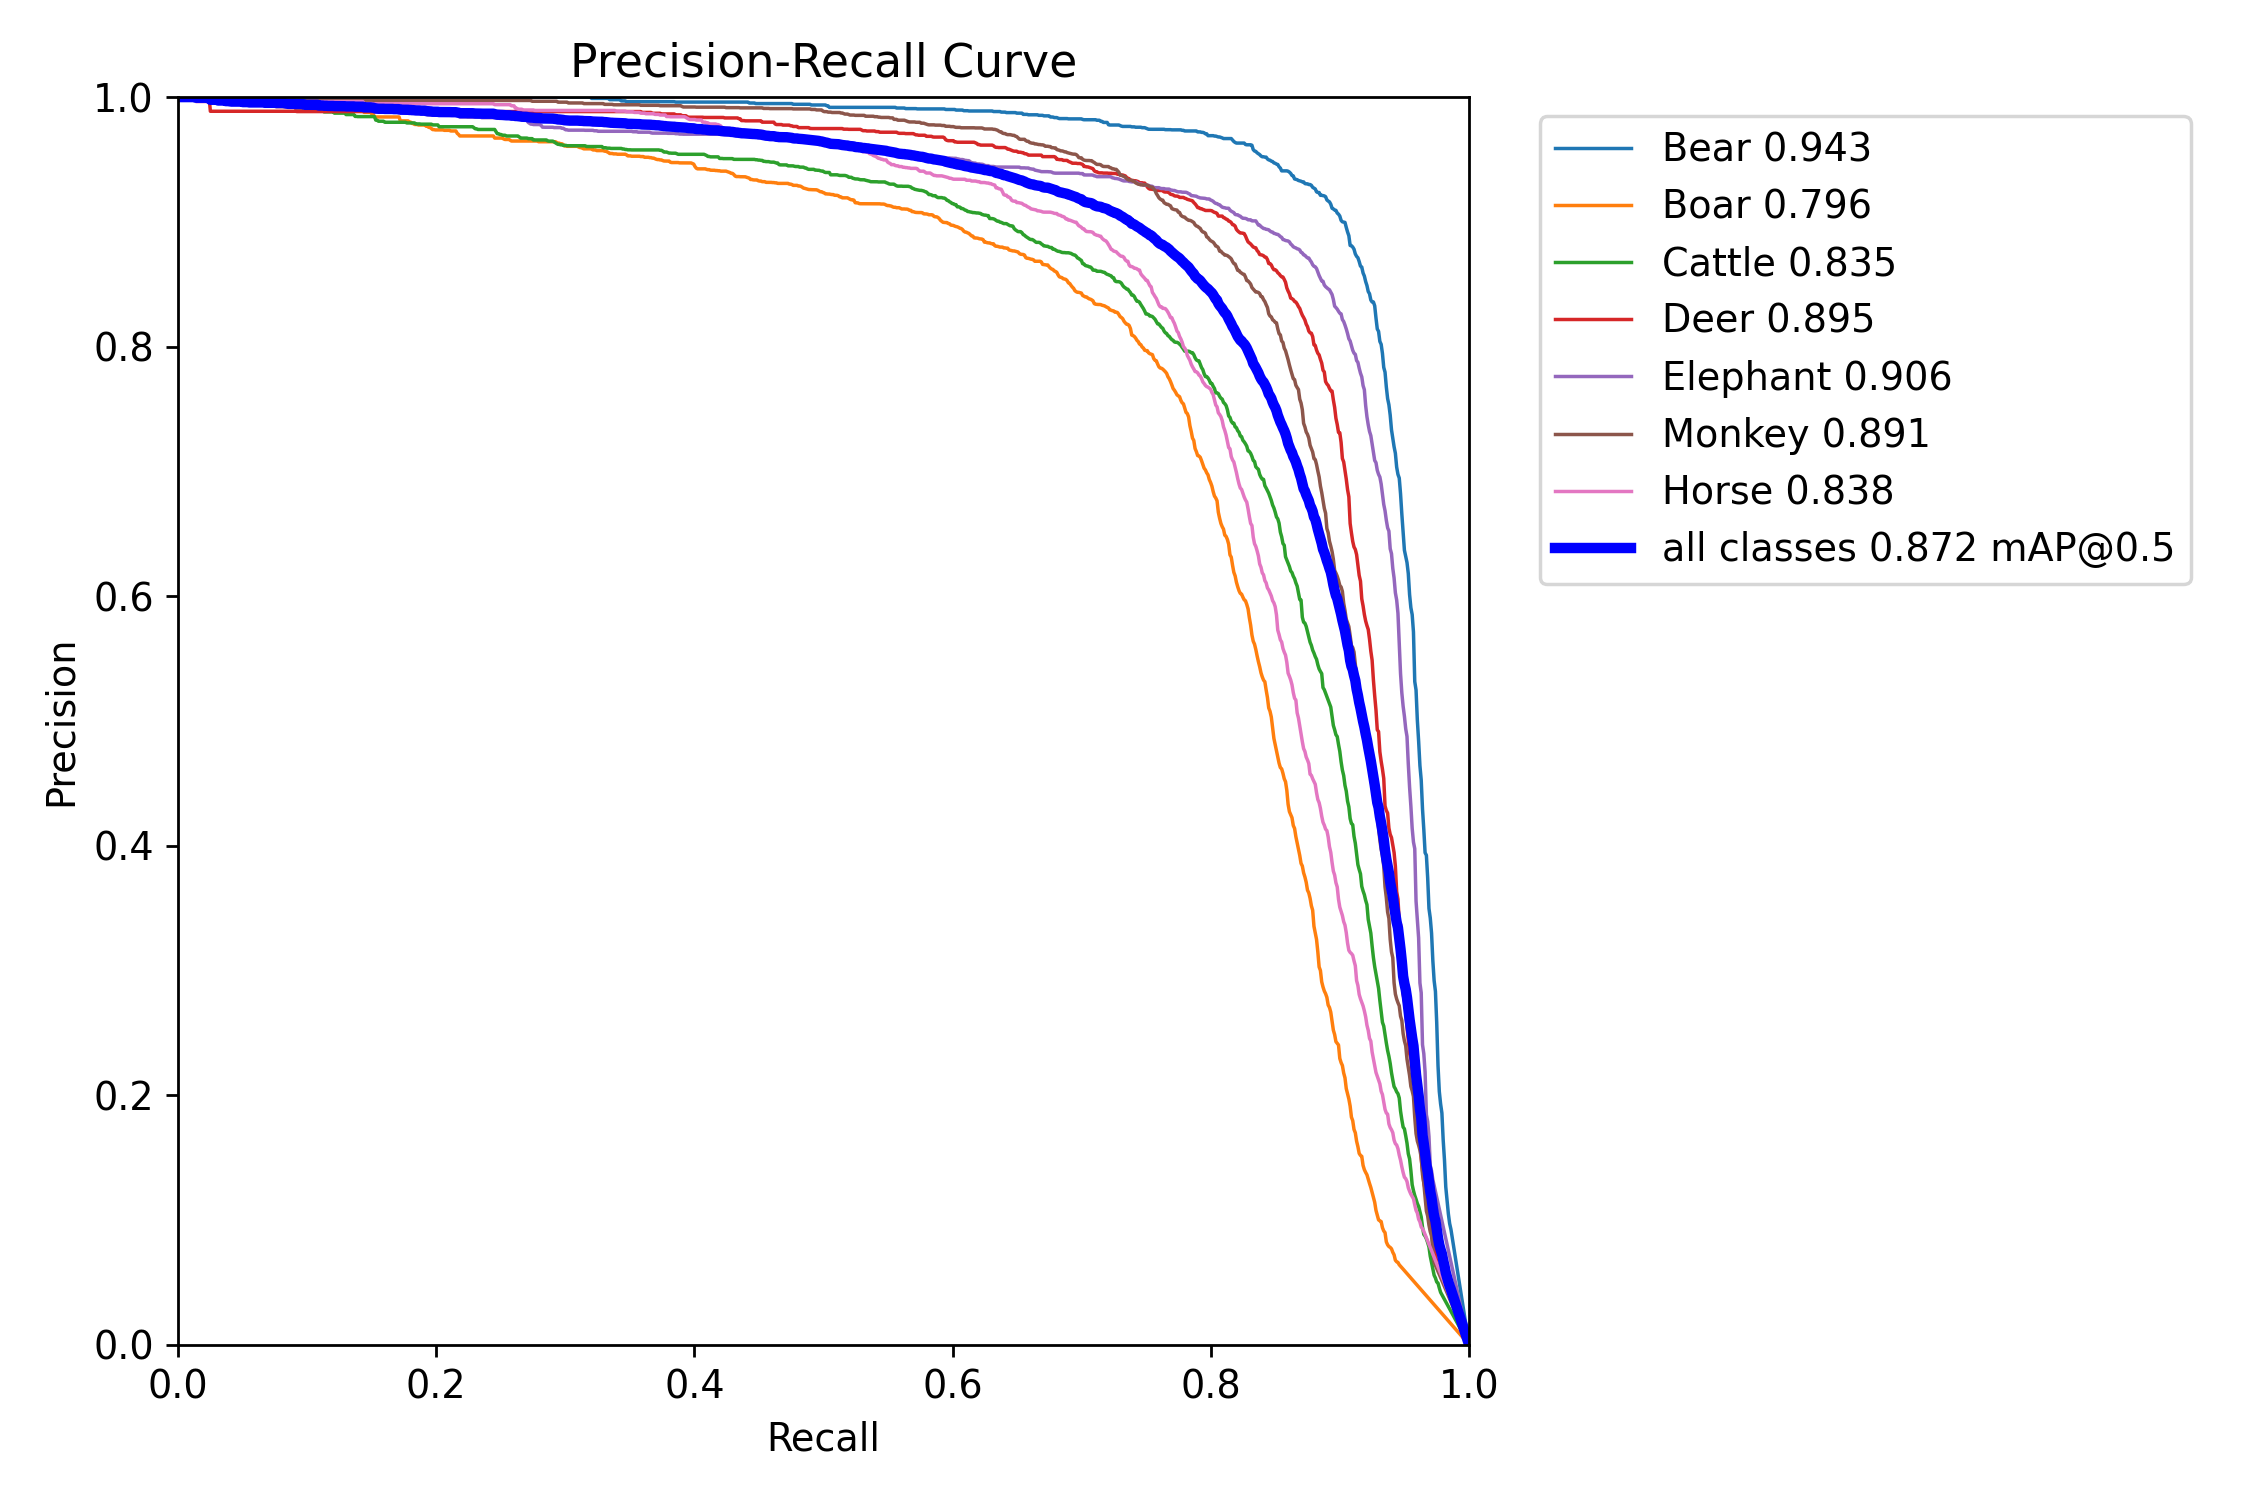 Precision-Recall Curve
1.0
0.8
0.6
0.4
0.2
0.0
Precision
0.0 0.2 0.4 0.6 0.8 1.0
Recall
Bear 0.943
Boar 0.796
Cattle 0.835
Deer 0.895
Elephant 0.906
Monkey 0.891
Horse 0.838
all classes 0.872 mAP@0.5